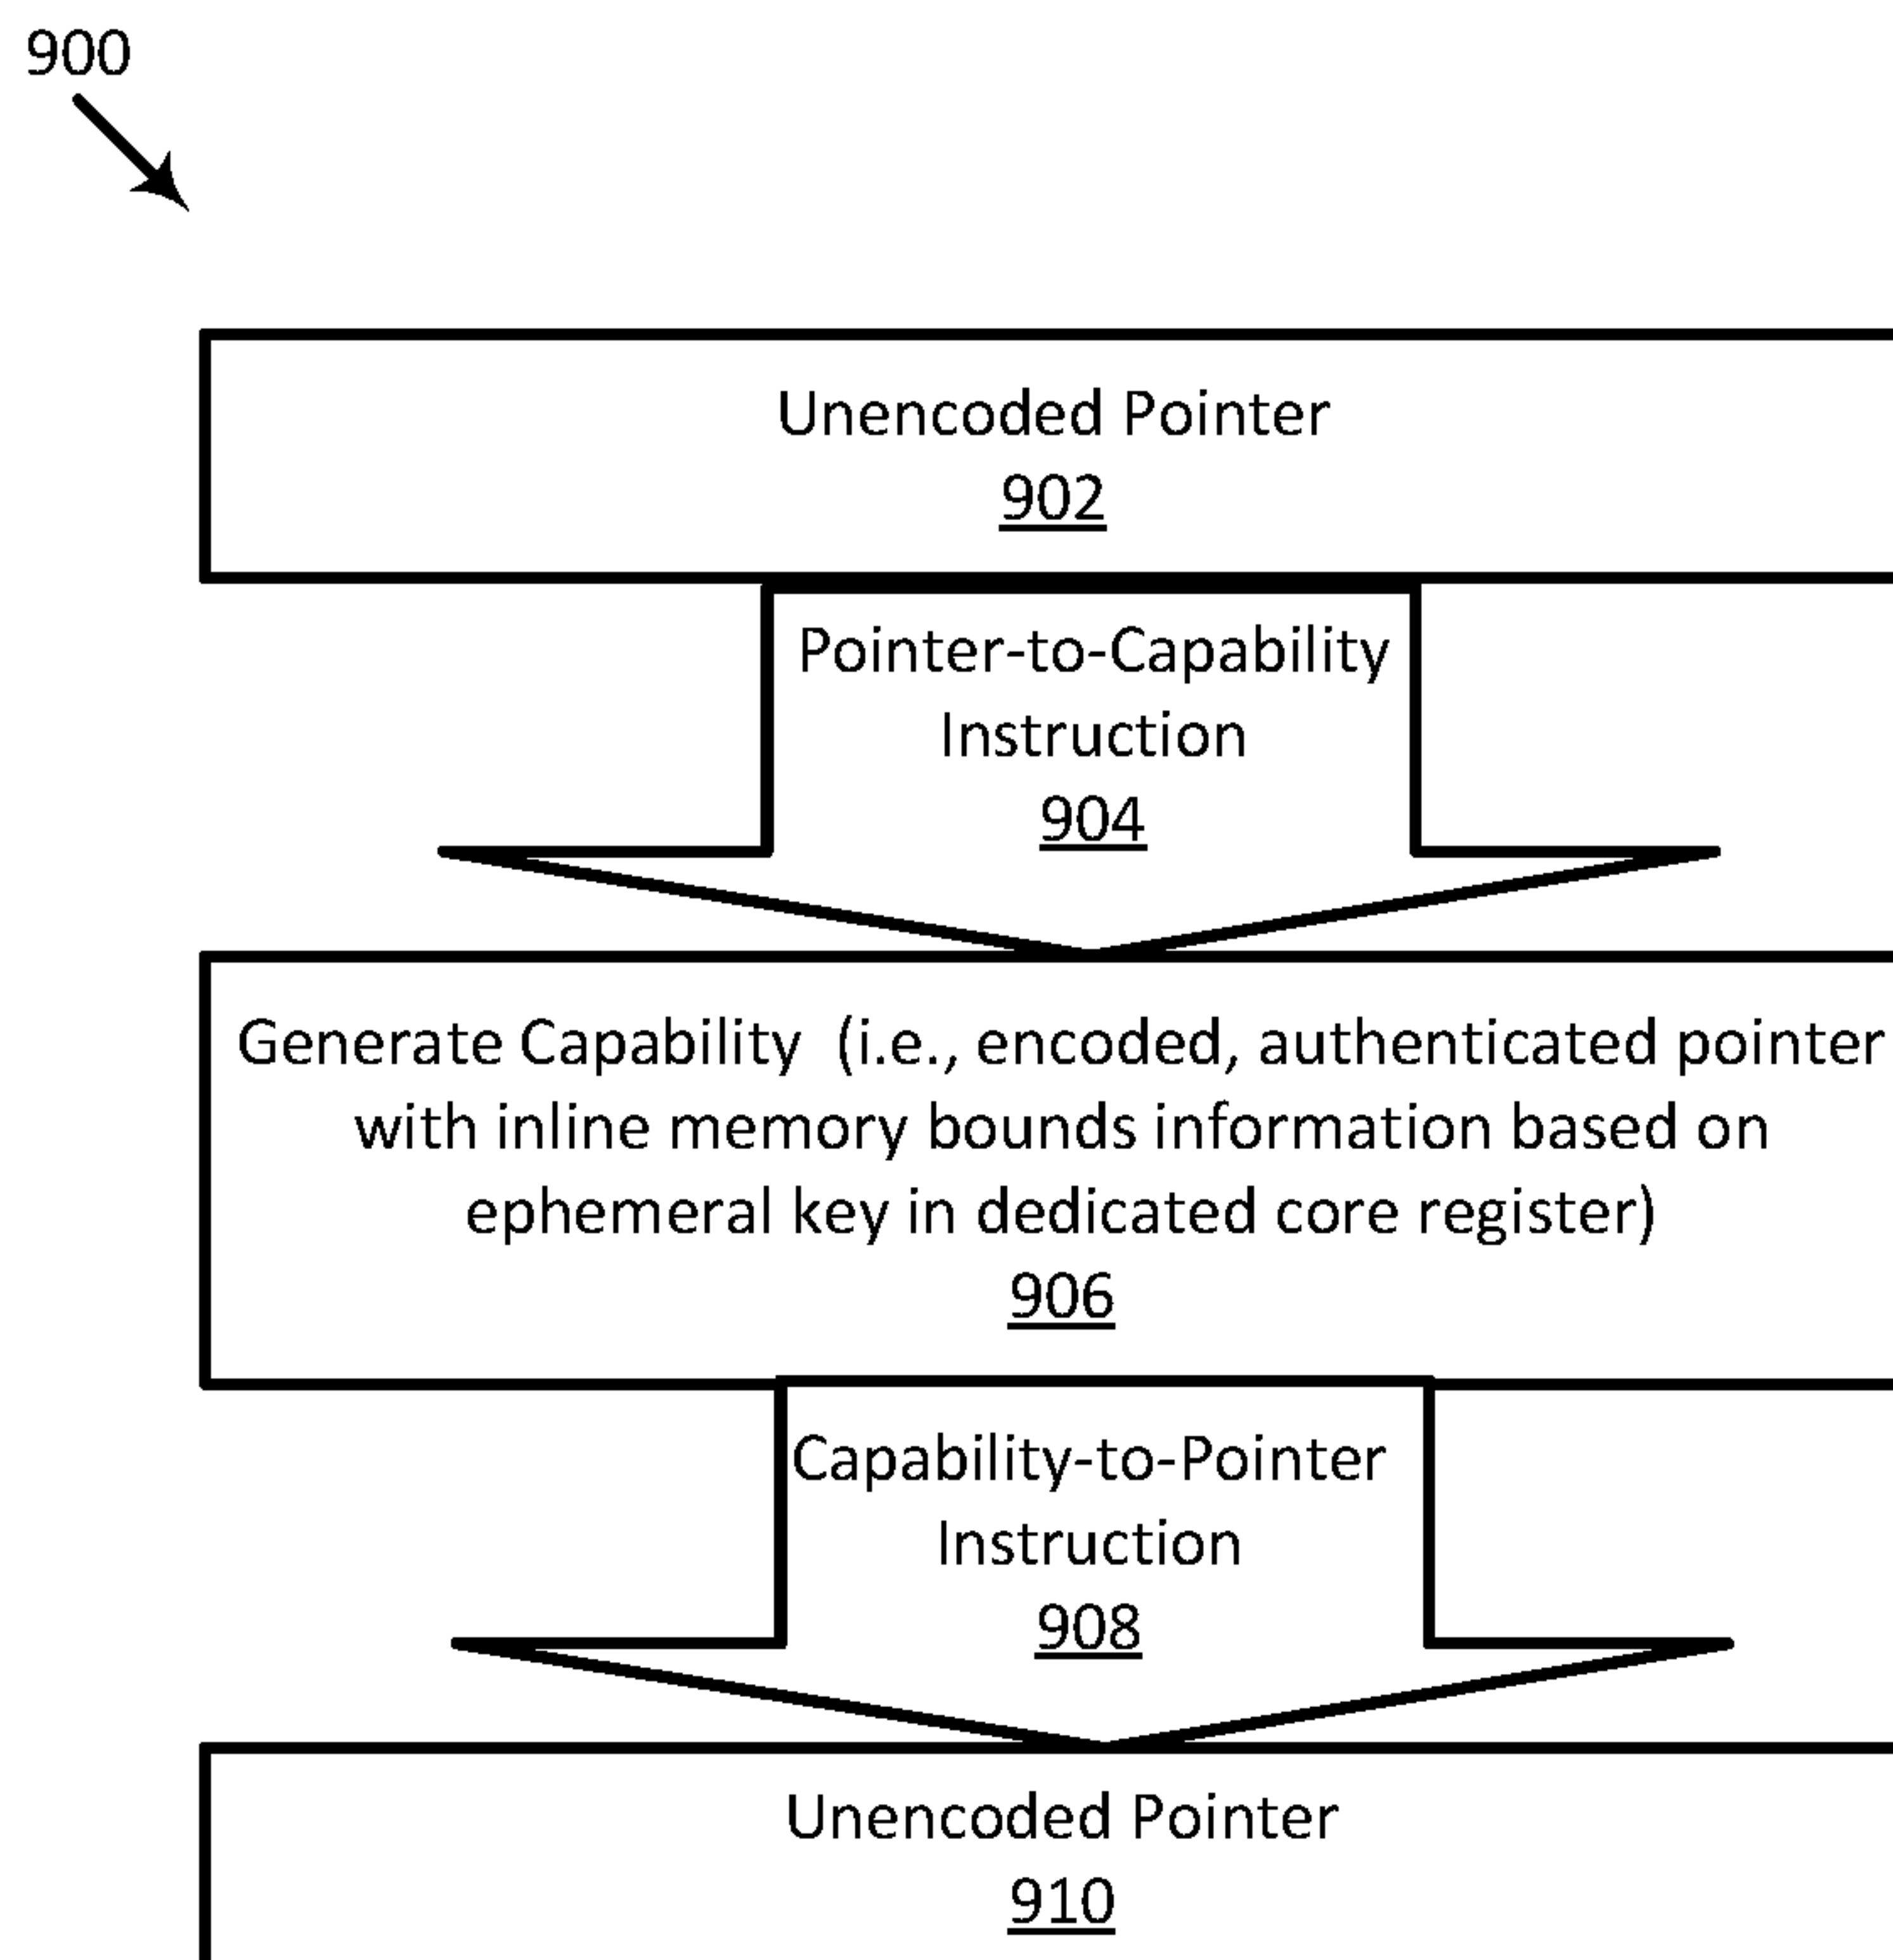 900
Unencoded Pointer
902
Pointer-to-Capability
Instruction
904
Generate Capability (i.e., encoded, authenticated pointer
with inline memory bounds information based on
ephemeral key in dedicated core register)
906
Capability-to-Pointer
Instruction
908
Unencoded Pointer
910